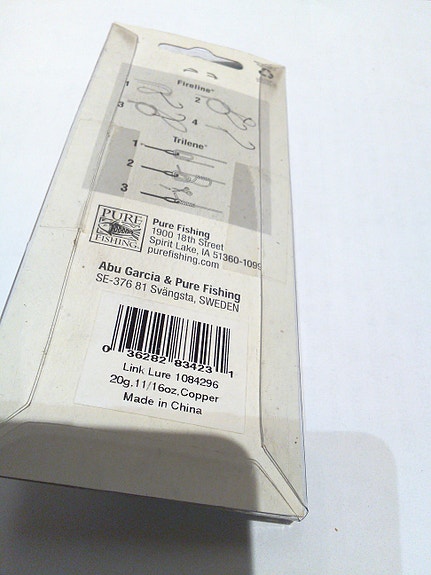 Fireline®
1
2
3
4
Trilene®
1
2
3
PURE
FISHING®
Pure Fishing
1900 18th Street
Spirit Lake, IA 51360-1099
purefishing.com
Abu Garcia & Pure Fishing
SE-376 81 Svängsta, SWEDEN
0 36282 83423 1
Link Lure 1084296
20g,11/16oz,Copper
Made in China